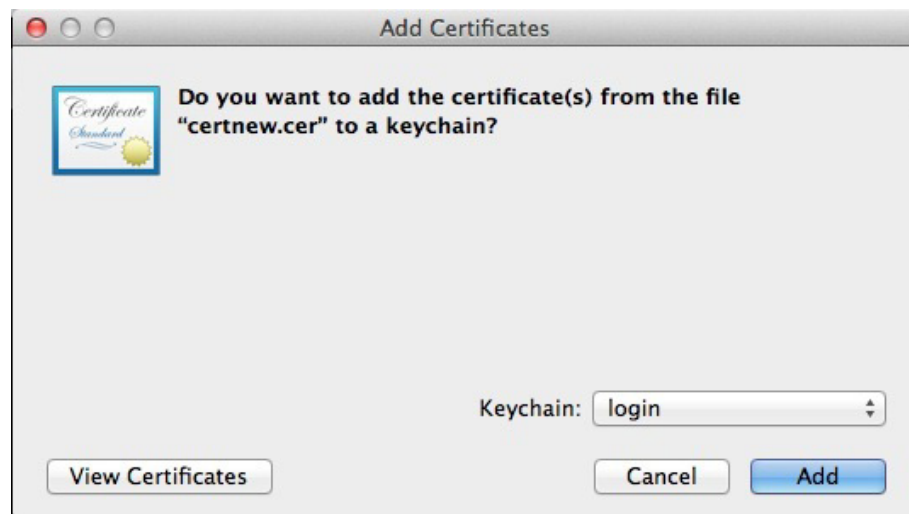 Add Certificates
Certificate
Standard
Do you want to add the certificate(s) from the file
“certnew.cer” to a keychain?
Keychain: login
View Certificates Cancel Add